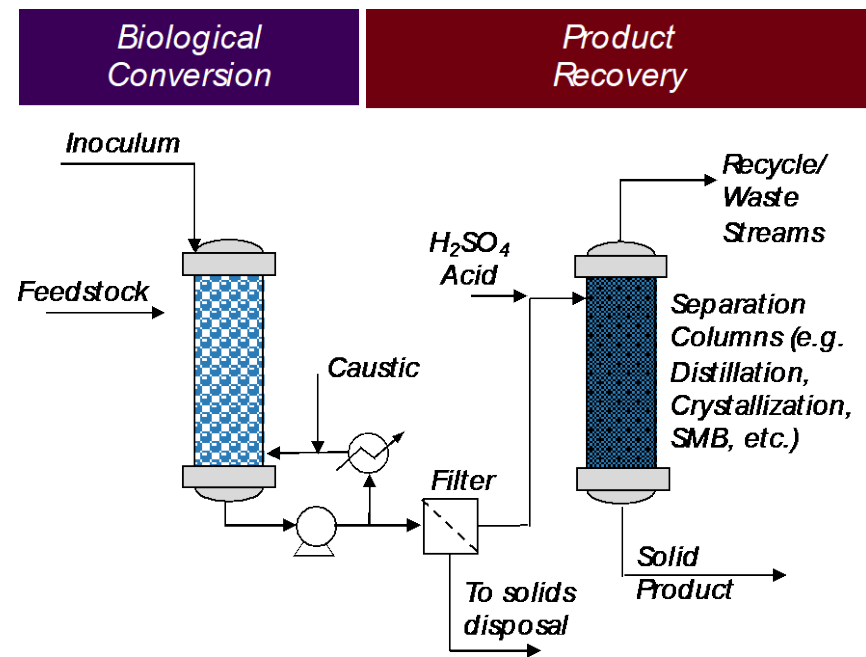 Biological
Conversion
Product
Recovery
Inoculum
Feedstock
Caustic
Filter
To solids
disposal
H₂SO₄
Acid
Recycle/
Waste
Streams
Separation
Columns (e.g.
Distillation,
Crystallization,
SMB, etc.)
Solid
Product